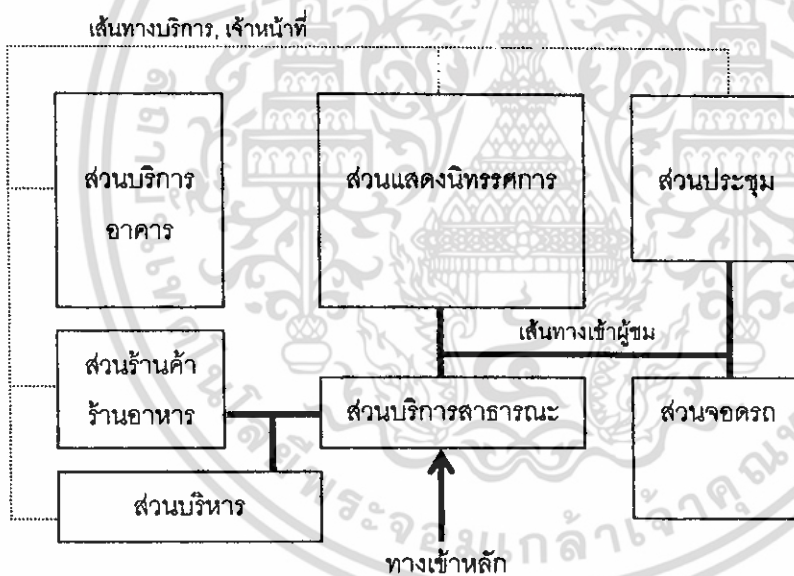 เส้นทางบริการ, เจ้าหน้าที่
ส่วนบริการ
อาคาร
ส่วนแสดงนิทรรศการ
ส่วนประชุม
เส้นทางเข้าผู้ชม
ส่วนร้านค้า
ร้านอาหาร
ส่วนบริการสาธารณะ
ส่วนจอดรถ
ส่วนบริหาร
ทางเข้าหลัก